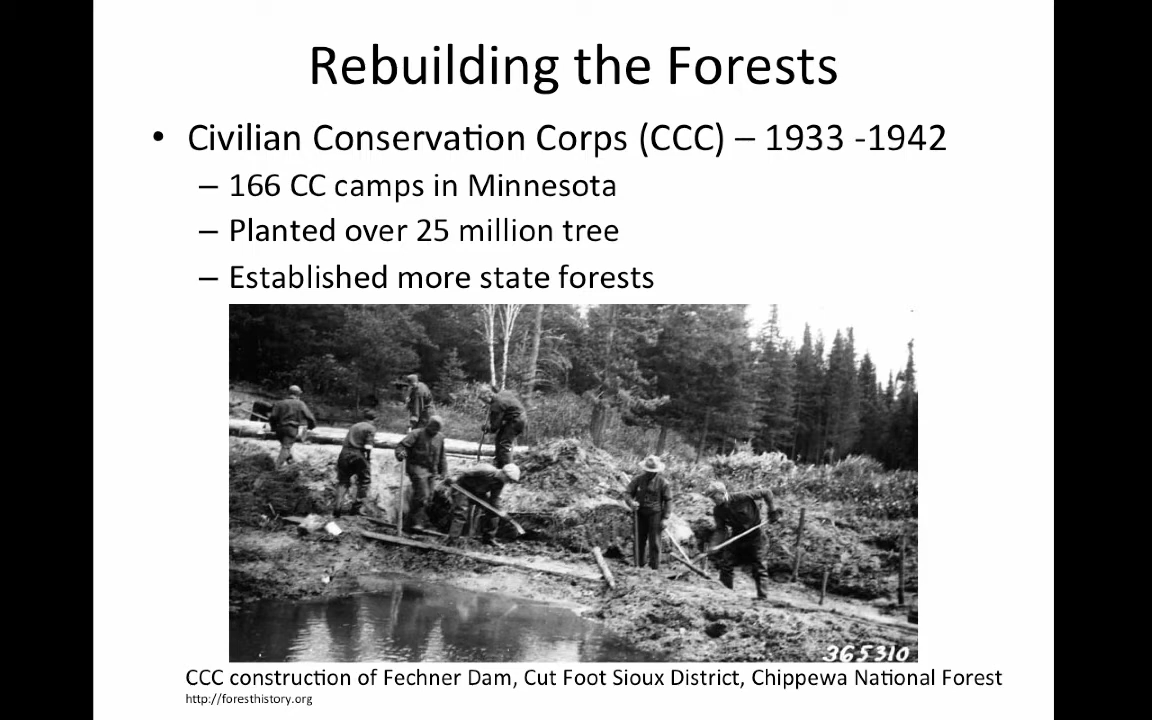 Rebuilding the Forests
• Civilian Conservation Corps (CCC) – 1933 -1942
– 166 CC camps in Minnesota
– Planted over 25 million tree
– Established more state forests
365310
CCC construction of Fechner Dam, Cut Foot Sioux District, Chippewa National Forest
http://foresthistory.org